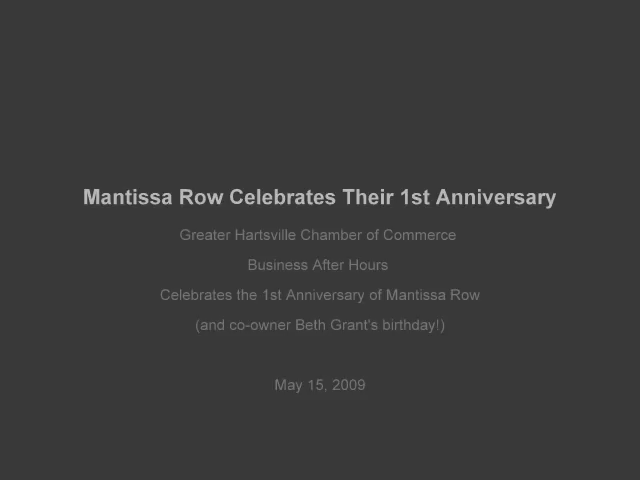 Mantissa Row Celebrates Their 1st Anniversary
Greater Hartsville Chamber of Commerce
Business After Hours
Celebrates the 1st Anniversary of Mantissa Row
(and co-owner Beth Grant's birthday!)
May 15, 2009